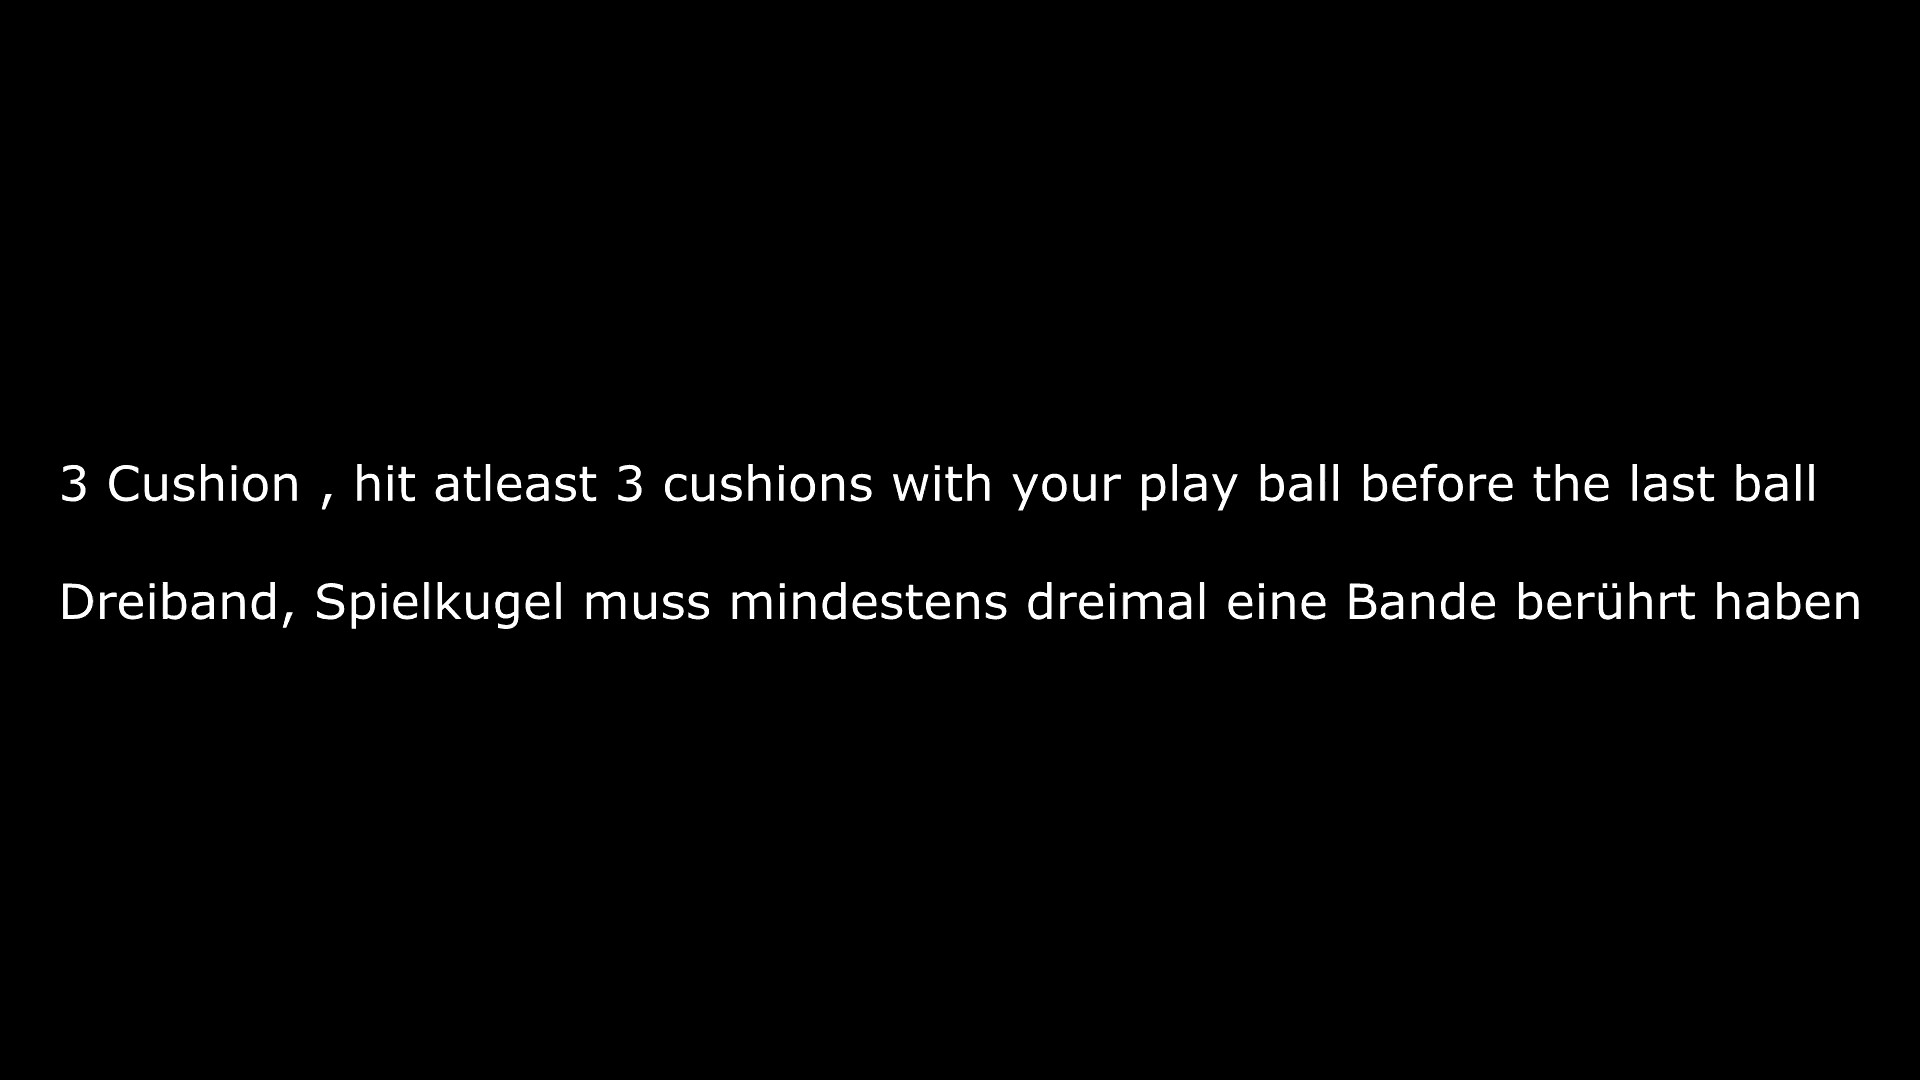 3 Cushion , hit atleast 3 cushions with your play ball before the last ball
Dreiband, Spielkugel muss mindestens dreimal eine Bande berührt haben